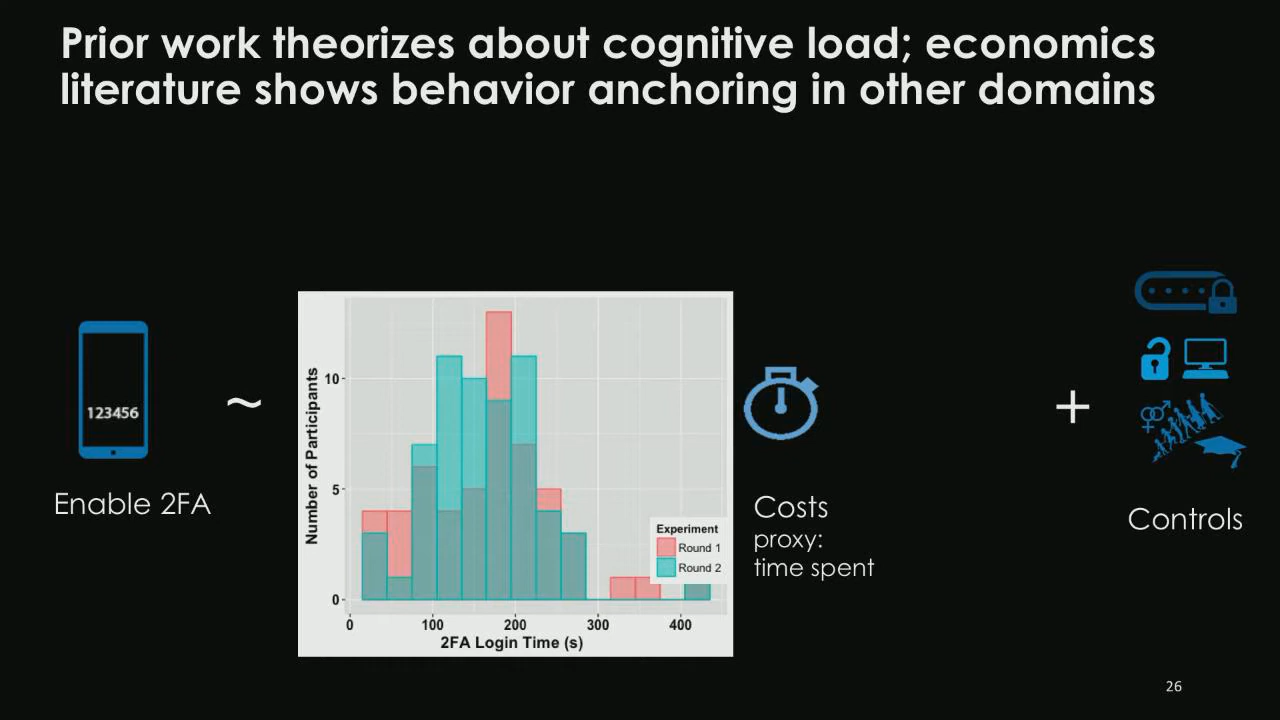 Prior work theorizes about cognitive load; economics
literature shows behavior anchoring in other domains
123456
~
Enable 2FA
Number of Participants
10
5
0
0 100 200 300 400
2FA Login Time (s)
Experiment
Round 1
Round 2
Costs
proxy:
time spent
+
Controls
26